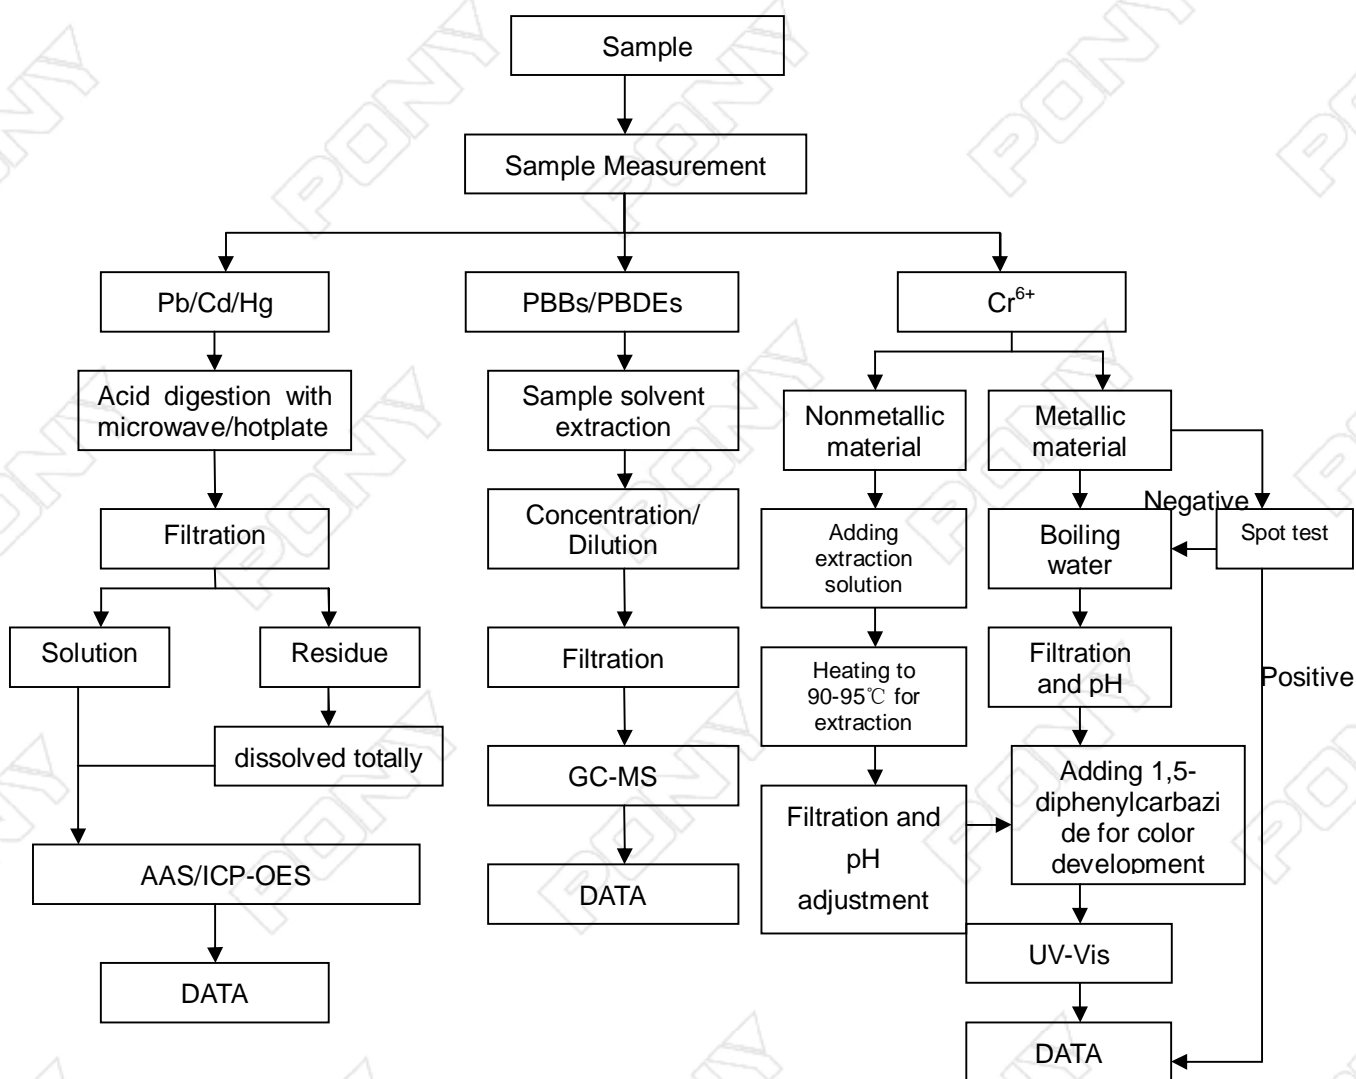 Sample
Sample Measurement
Pb/Cd/Hg
PBBs/PBDEs
Cr6+
Acid digestion with
microwave/hotplate
Sample solvent
extraction
Nonmetallic
material
Metallic
material
Filtration
Concentration/
Dilution
Adding
extraction
solution
Boiling
water
Negative
Spot test
Solution
Residue
Filtration
Heating to
90-95℃ for
extraction
Filtration
and pH
Positive
dissolved totally
GC-MS
Filtration and
pH
adjustment
Adding 1,5-
diphenylcarbazi
de for color
development
AAS/ICP-OES
DATA
UV-Vis
DATA
DATA
PONY